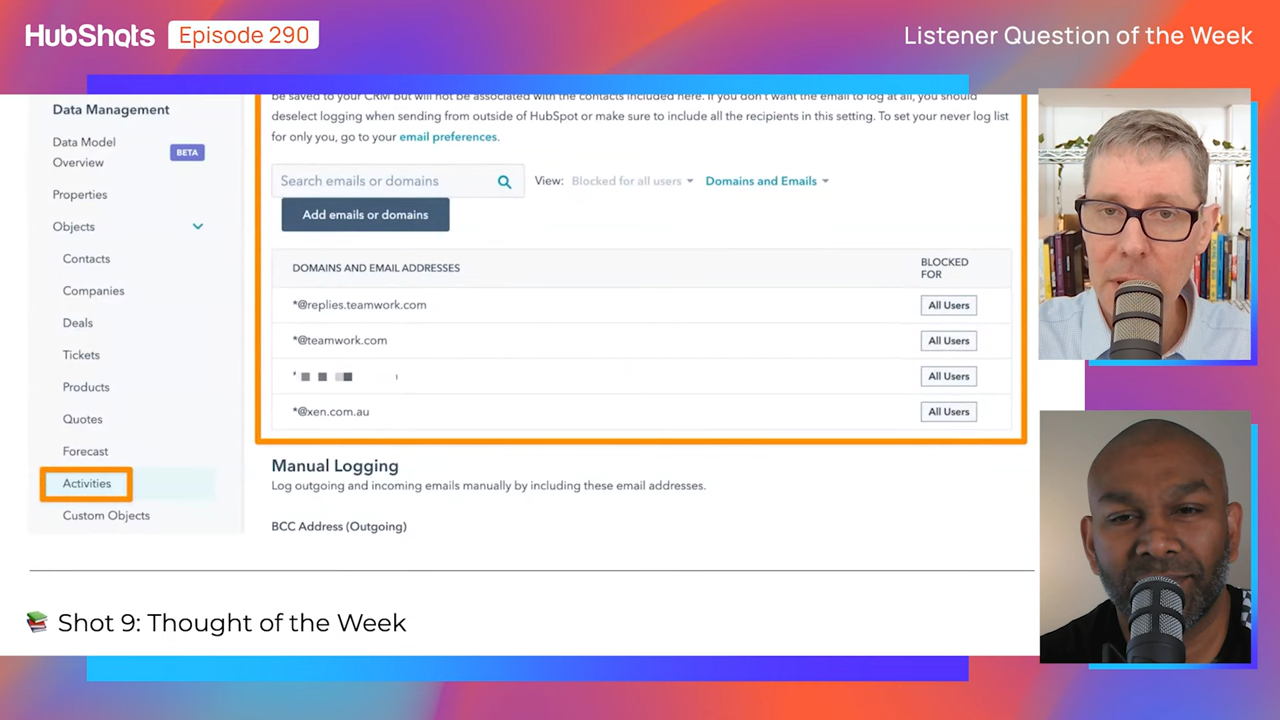 HubShots Episode 290
Listener Question of the Week
Data Management
Data Model
Overview
BETA
Properties
Objects
Contacts
Companies
Deals
Tickets
Products
Quotes
Forecast
Activities
Custom Objects
be saved to your CRM but will not be associated with the contacts included here. If you don't want the email to log at all, you should
deselect logging when sending from outside of HubSpot or make sure to include all the recipients in this setting. To set your never log list
for only you, go to your email preferences.
Search emails or domains
View: Blocked for all users Domains and Emails
Add emails or domains
DOMAINS AND EMAIL ADDRESSES
BLOCKED
FOR
*@replies.teamwork.com All Users
*@teamwork.com All Users
All Users
*@xen.com.au All Users
Manual Logging
Log outgoing and incoming emails manually by including these email addresses.
BCC Address (Outgoing)
Shot 9: Thought of the Week